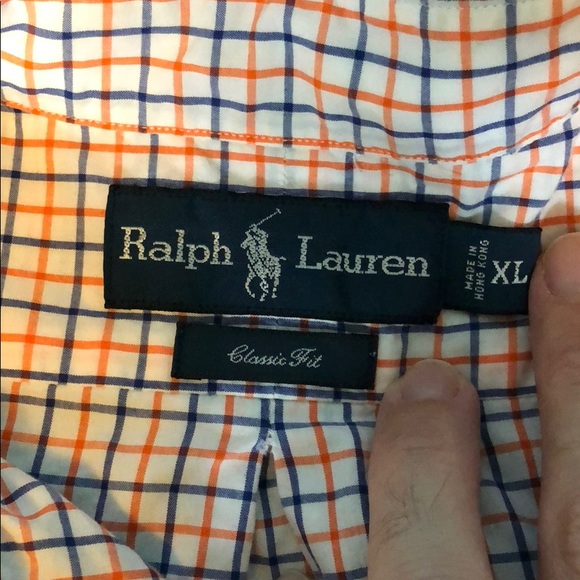 Ralph Lauren
MADE IN
HONG KONG
XL
Classic Fit